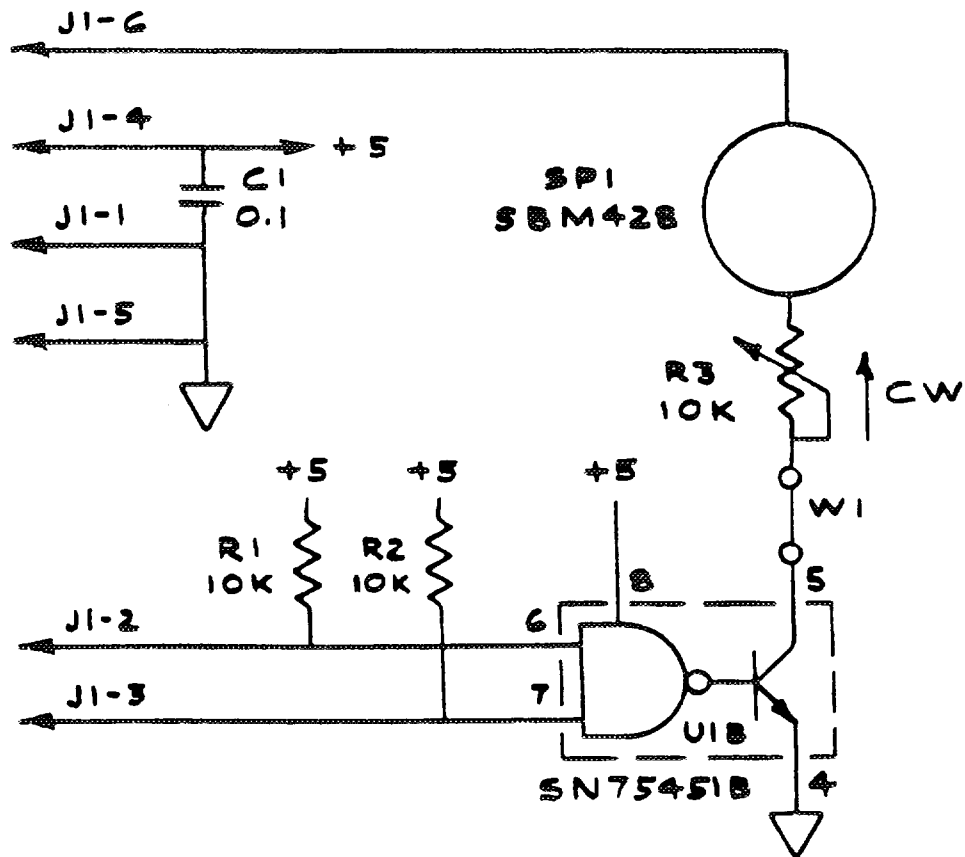 J1-6
J1-4
+5
C1
0.1
J1-1
SP1
SBM428
J1-5
R3
10K
CW
+5
+5
+5
W1
R1
10K
R2
10K
8
5
J1-2
6
J1-3
7
U1B
SN75451B
4